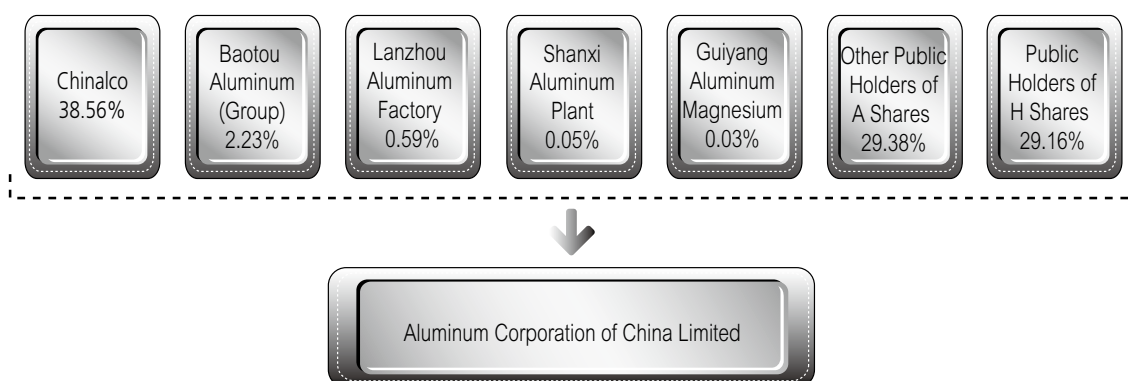 Chinalco
38.56%
Baotou
Aluminum
(Group)
2.23%
Lanzhou
Aluminum
Factory
0.59%
Shanxi
Aluminum
Plant
0.05%
Guiyang
Aluminum
Magnesium
0.03%
Other Public
Holders of
A Shares
29.38%
Public
Holders of
H Shares
29.16%
Aluminum Corporation of China Limited